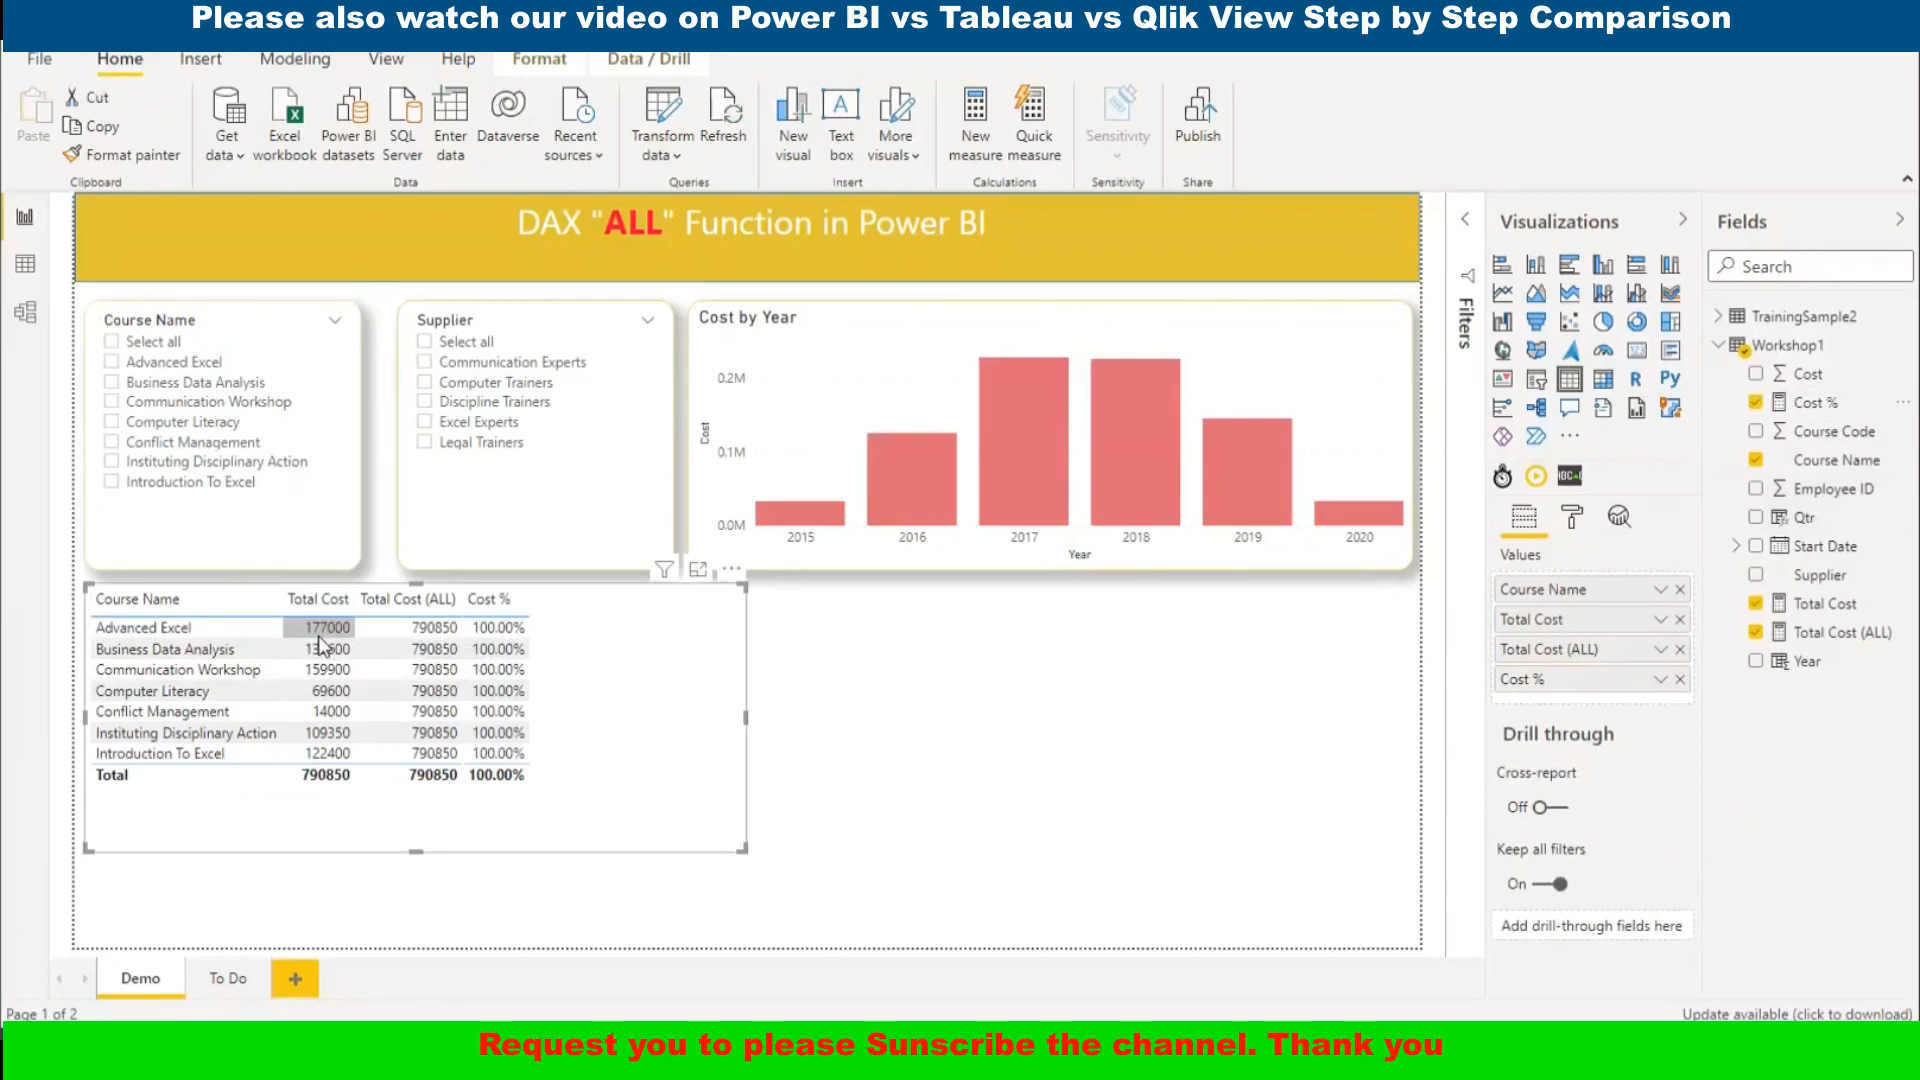 Please also watch our video on Power BI vs Tableau vs Qlik View Step by Step Comparison
File Home Insert Modeling View Help Format Data / Drill
Paste
Cut
Copy
Format painter
Clipboard
Get data
Excel workbook
Power BI datasets
SQL Server
Enter data
Dataverse
Recent sources
Data
Transform data
Refresh
Queries
New visual
Text box
More visuals
Insert
New measure
Quick measure
Calculations
Sensitivity
Sensitivity
Publish
Share
DAX "ALL" Function in Power BI
Course Name
Select all
Advanced Excel
Business Data Analysis
Communication Workshop
Computer Literacy
Conflict Management
Instituting Disciplinary Action
Introduction To Excel
Supplier
Select all
Communication Experts
Computer Trainers
Discipline Trainers
Excel Experts
Legal Trainers
Cost by Year
Cost
0.2M
0.1M
0.0M
2015 2016 2017 2018 2019 2020
Year
Course Name Total Cost Total Cost (ALL) Cost %
Advanced Excel 177000 790850 100.00%
Business Data Analysis 790850 100.00%
Communication Workshop 159900 790850 100.00%
Computer Literacy 69600 790850 100.00%
Conflict Management 14000 790850 100.00%
Instituting Disciplinary Action 109350 790850 100.00%
Introduction To Excel 122400 790850 100.00%
Total 790850 790850 100.00%
Filters
Visualizations
R
Py
Values
Course Name
Total Cost
Total Cost (ALL)
Cost %
Drill through
Cross-report
Off
Keep all filters
On
Add drill-through fields here
Fields
Search
TrainingSample2
Workshop1
Cost
Cost %
Course Code
Course Name
Employee ID
Qtr
Start Date
Supplier
Total Cost
Total Cost (ALL)
Year
Demo
To Do
Page 1 of 2
Update available (click to download)
Request you to please Sunscribe the channel. Thank you